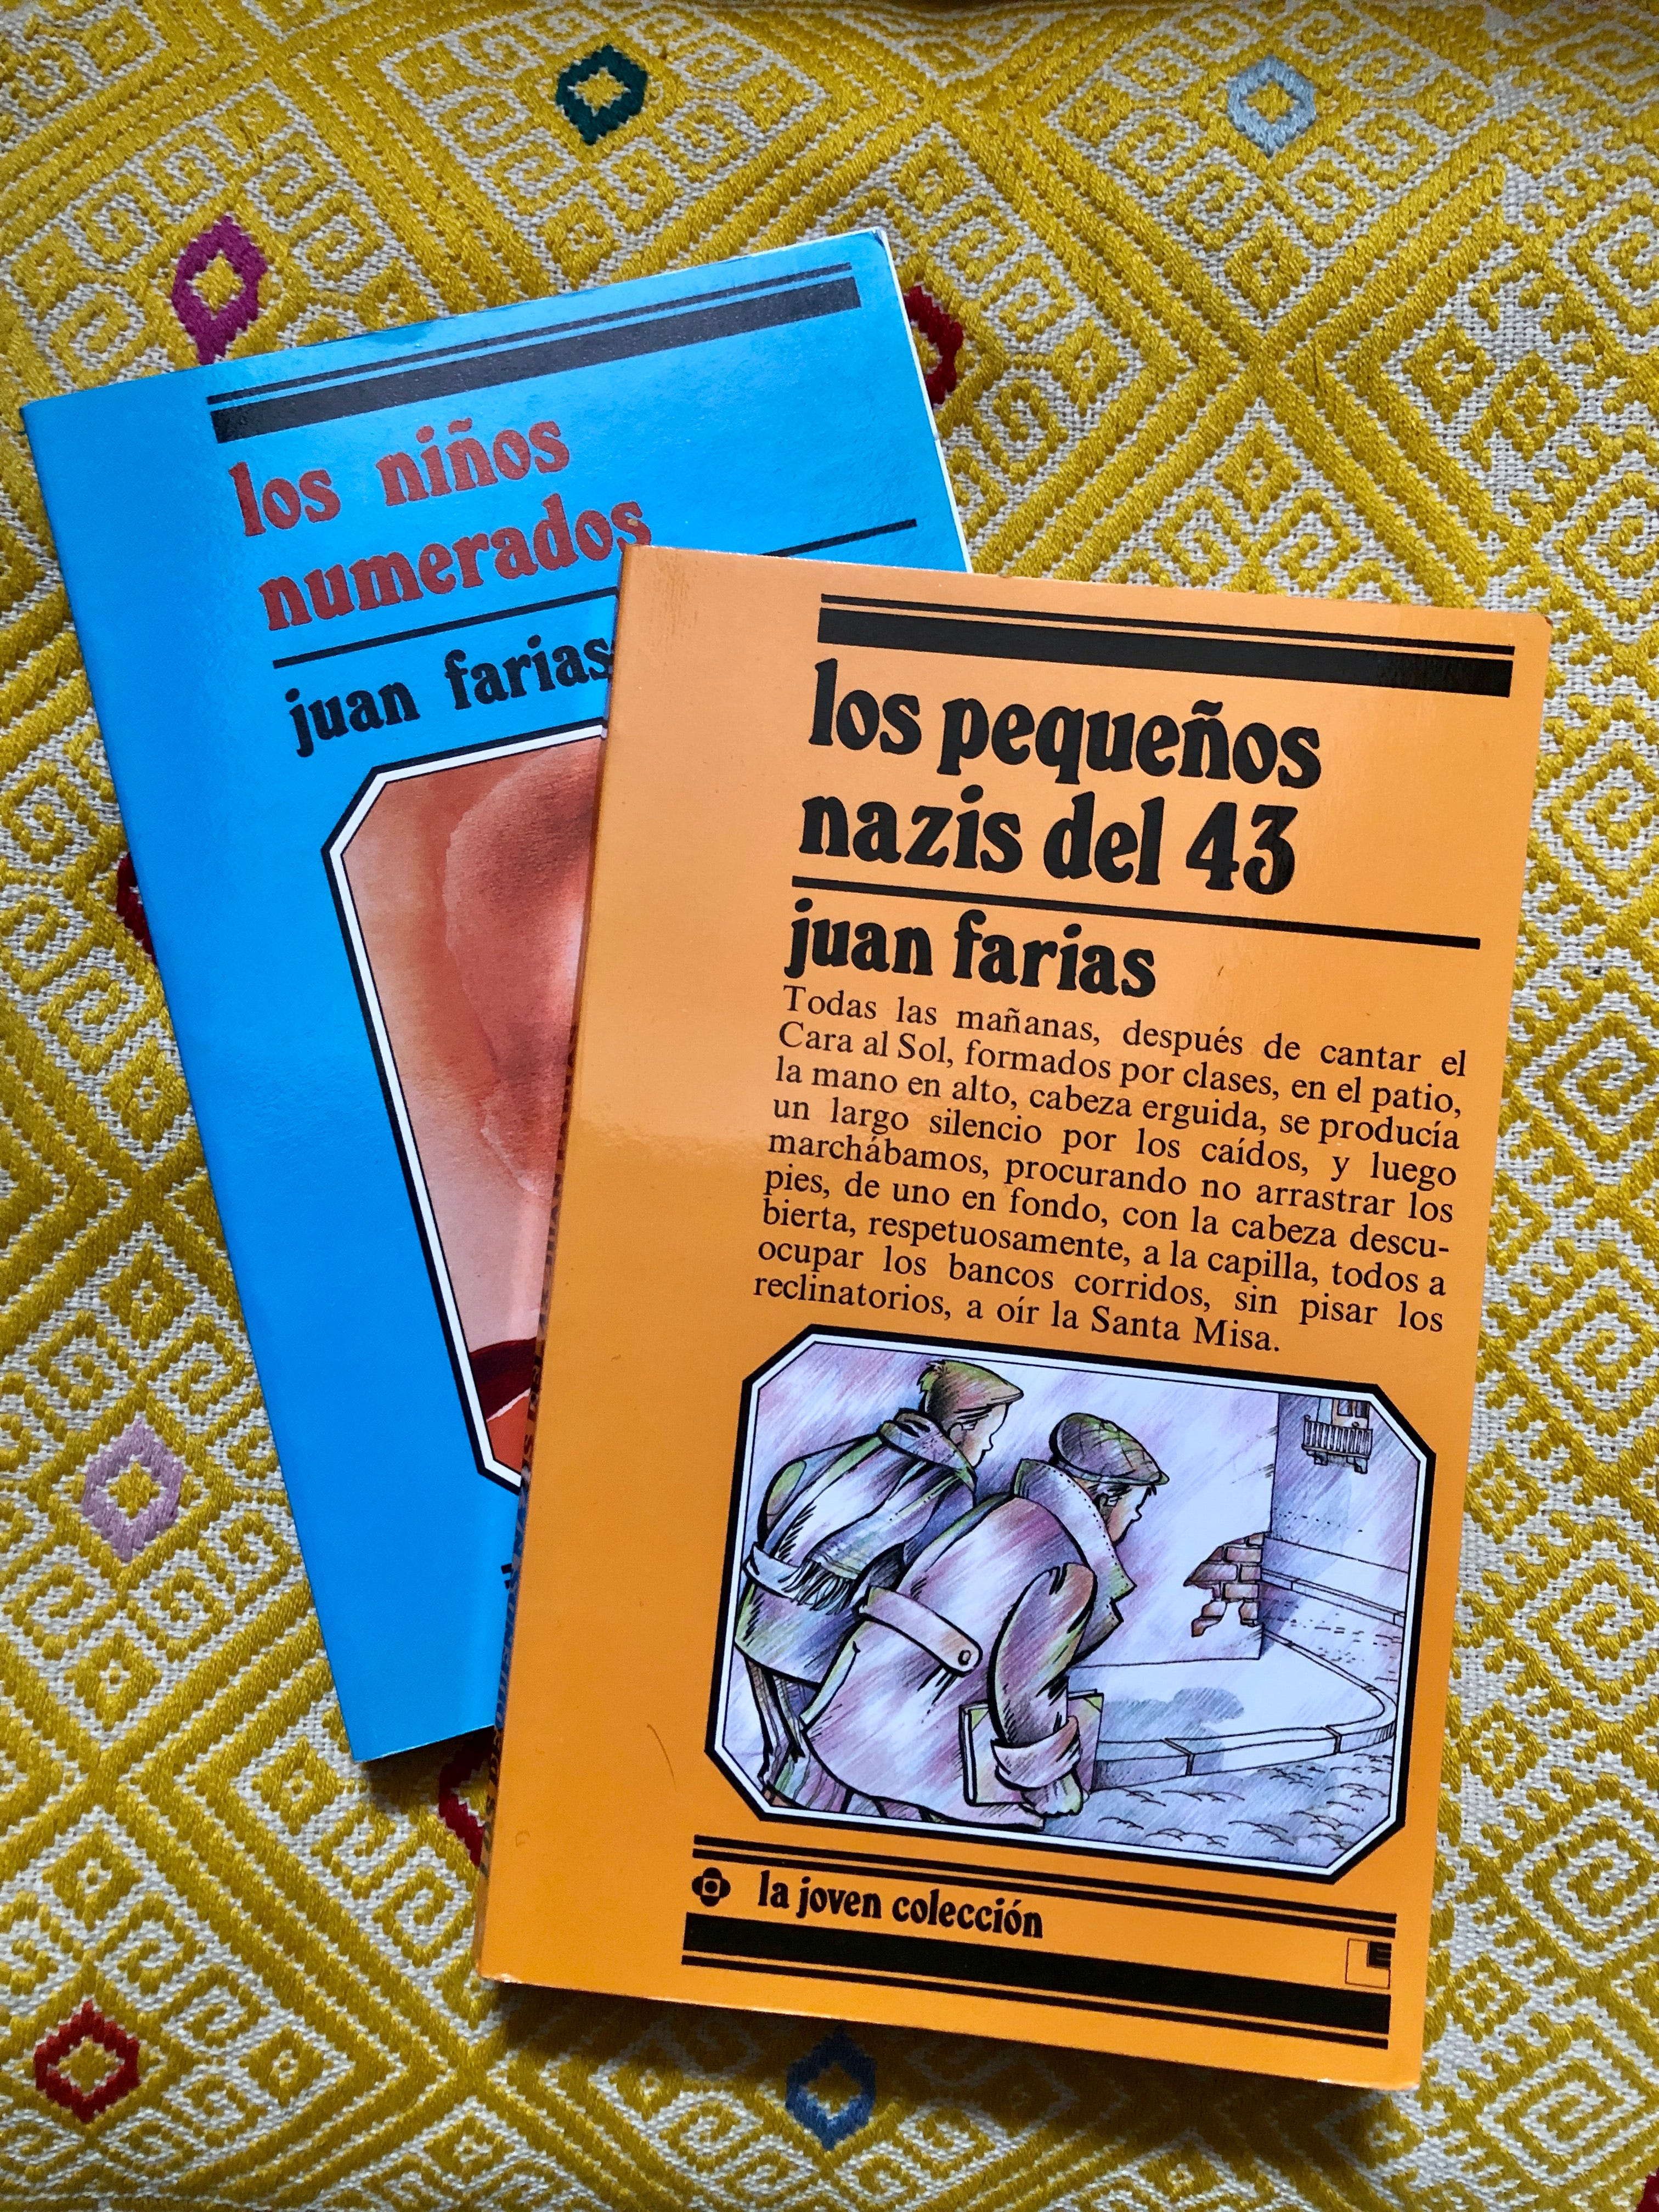 los niños
numerados
juan farias
los pequeños
nazis del 43
juan farias
Todas las mañanas, después de cantar el
Cara al Sol, formados por clases, en el patio,
la mano en alto, cabeza erguida, se producía
un largo silencio por los caídos, y luego
marchábamos, procurando no arrastrar los
pies, de uno en fondo, con la cabeza descu-
bierta, respetuosamente, a la capilla, todos a
ocupar los bancos corridos, sin pisar los
reclinatorios, a oír la Santa Misa.
la joven colección